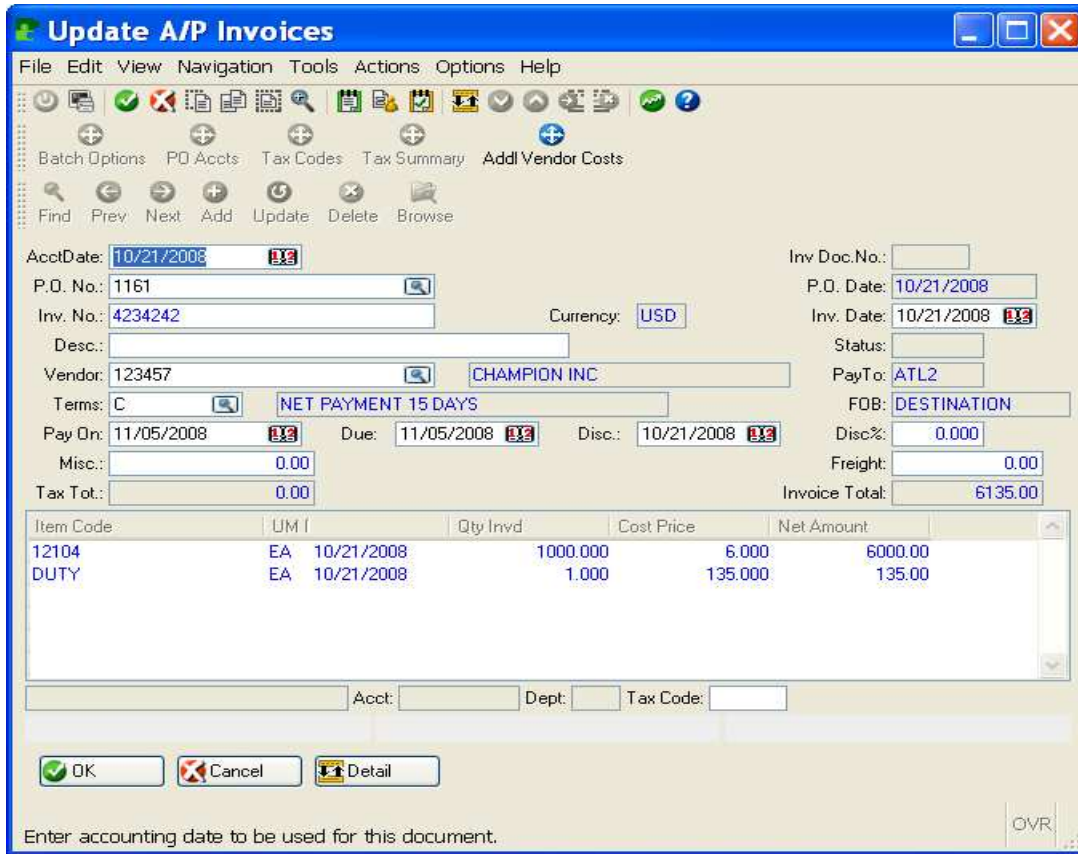 Update A/P Invoices
File Edit View Navigation Tools Actions Options Help
Batch Options PO Accts Tax Codes Tax Summary Addl Vendor Costs
Find Prev Next Add Update Delete Browse
AcctDate: 10/21/2008 Inv Doc.No.:
P.O. No.: 1161 P.O. Date: 10/21/2008
Inv. No.: 4234242 Currency: USD Inv. Date: 10/21/2008
Desc.: Status:
Vendor: 123457 CHAMPION INC PayTo: ATL2
Terms: C NET PAYMENT 15 DAYS FOB: DESTINATION
Pay On: 11/05/2008 Due: 11/05/2008 Disc.: 10/21/2008 Disc%: 0.000
Misc.: 0.00 Freight: 0.00
Tax Tot.: 0.00 Invoice Total: 6135.00
Item Code UM Qty Invd Cost Price Net Amount
12104 EA 10/21/2008 1000.000 6.000 6000.00
DUTY EA 10/21/2008 1.000 135.000 135.00
Acct: Dept: Tax Code:
OK Cancel Detail
Enter accounting date to be used for this document. OVR